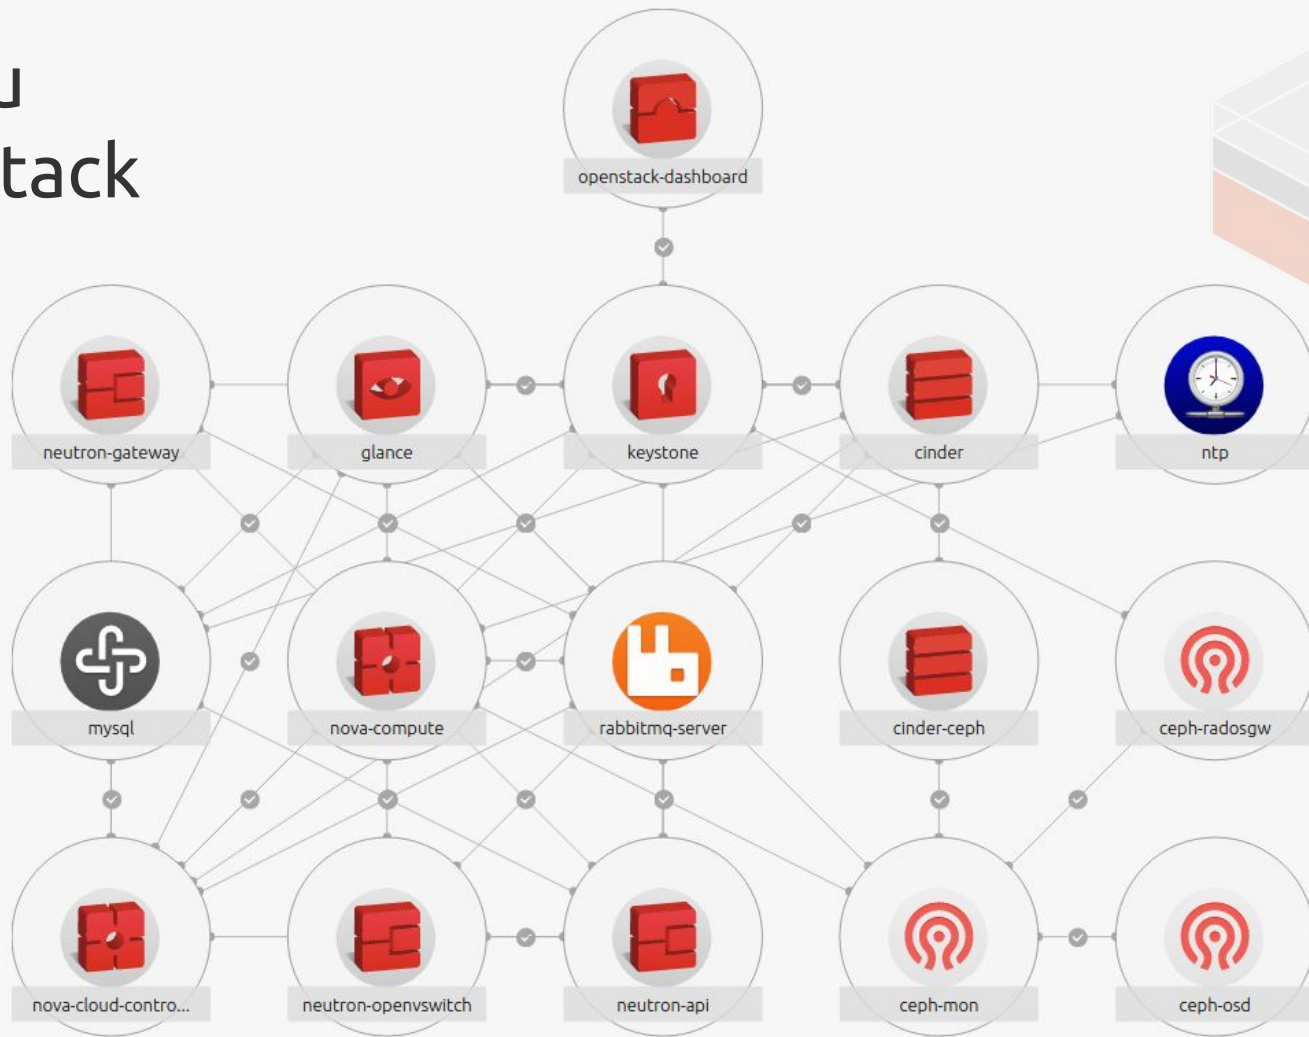 u
tack
openstack-dashboard
neutron-gateway
glance
keystone
cinder
ntp
mysql
nova-compute
rabbitmq-server
cinder-ceph
ceph-radosgw
nova-cloud-contro...
neutron-openvswitch
neutron-api
ceph-mon
ceph-osd